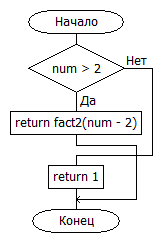 Начало
num > 2
Нет
Да
return fact2(num - 2)
return 1
Конец